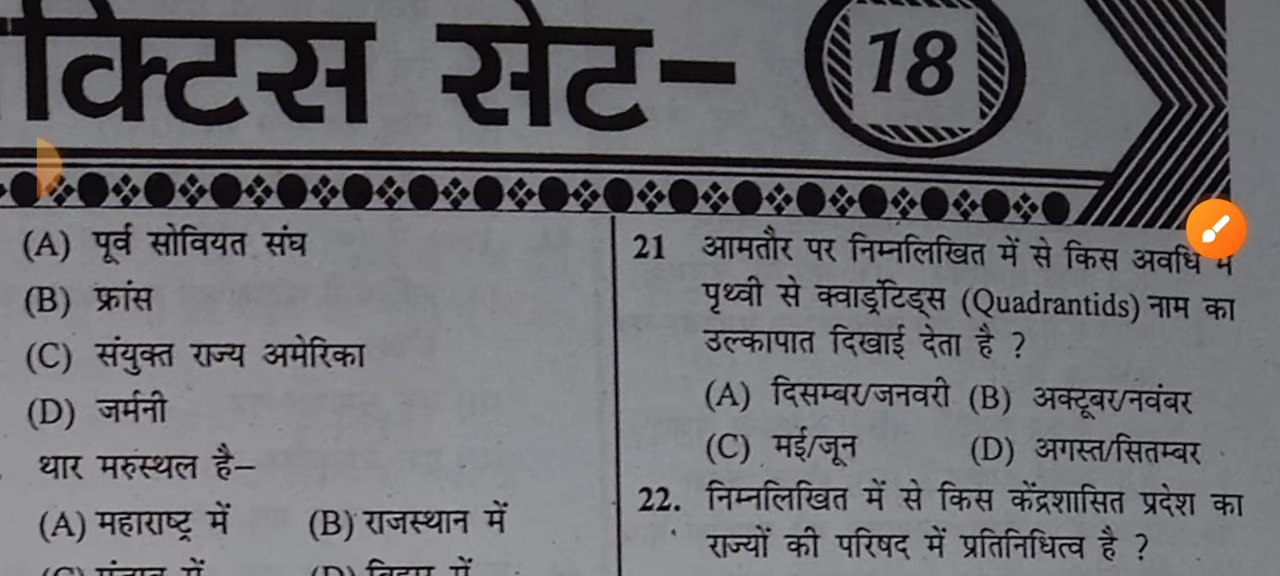 क्टिस सेट-
18
(A) पूर्व सोवियत संघ
(B) फ्रांस
(C) संयुक्त राज्य अमेरिका
(D) जर्मनी
थार मरुस्थल है–
(A) महाराष्ट्र में (B) राजस्थान में
(C) पंजाब में (D) बिहार में
21 आमतौर पर निम्नलिखित में से किस अवधि में
पृथ्वी से क्वाड्रंटिड्स (Quadrantids) नाम का
उल्कापात दिखाई देता है ?
(A) दिसम्बर/जनवरी (B) अक्टूबर/नवंबर
(C) मई/जून (D) अगस्त/सितम्बर
22. निम्नलिखित में से किस केंद्रशासित प्रदेश का
राज्यों की परिषद में प्रतिनिधित्व है ?